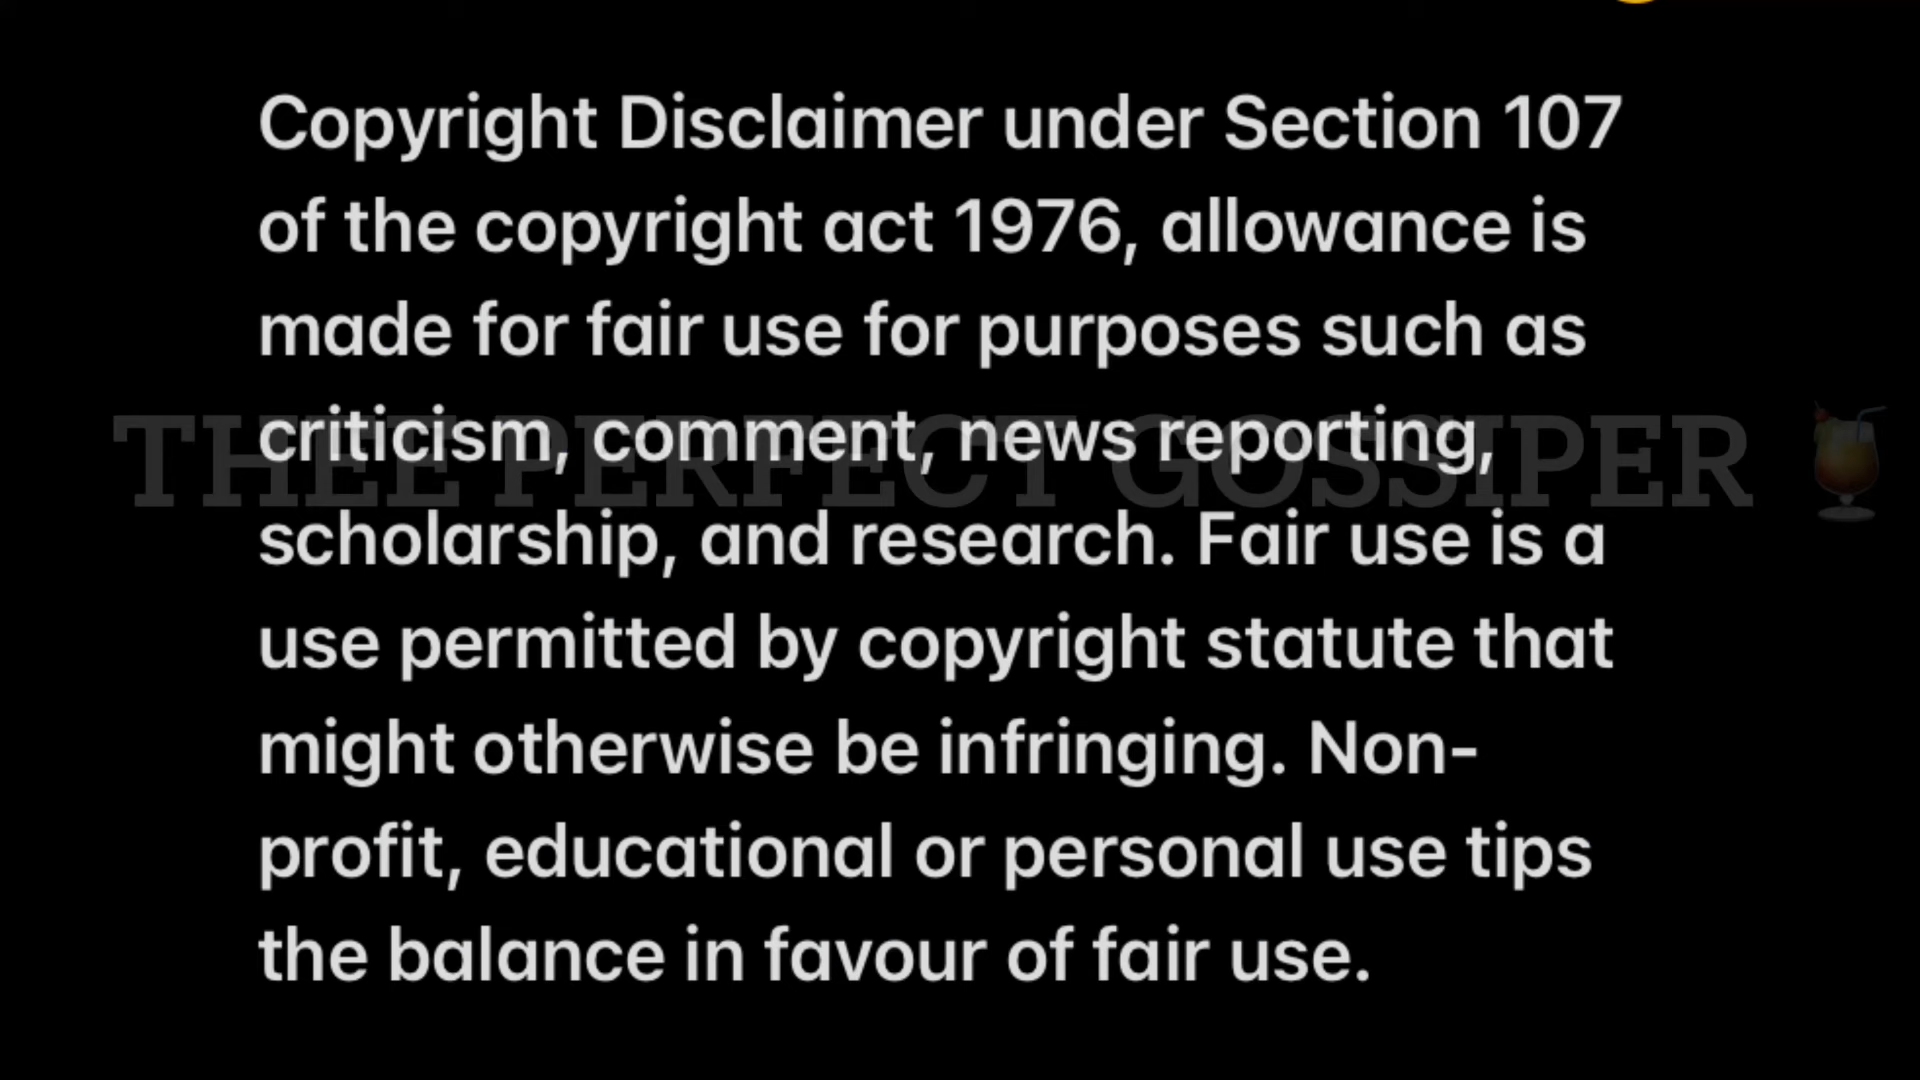 Copyright Disclaimer under Section 107
of the copyright act 1976, allowance is
made for fair use for purposes such as
criticism, comment, news reporting,
THEE PERFECT GOSSIPER
scholarship, and research. Fair use is a
use permitted by copyright statute that
might otherwise be infringing. Non-
profit, educational or personal use tips
the balance in favour of fair use.